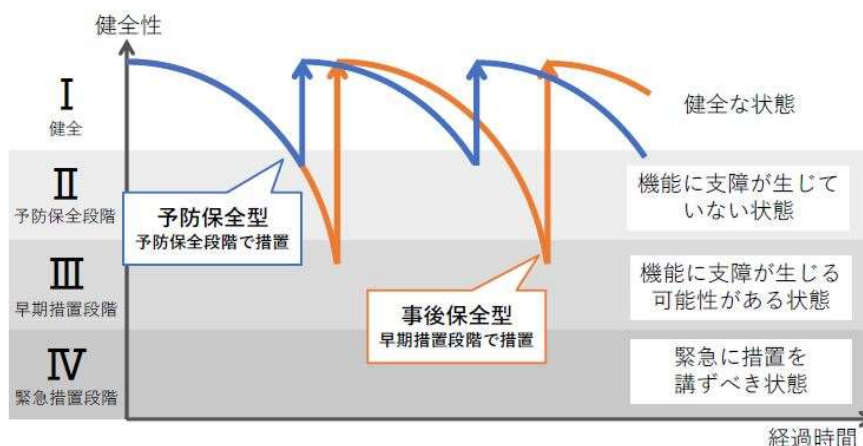 健全性
Ⅰ
健全
健全な状態
Ⅱ
予防保全段階
予防保全型
予防保全段階で措置
機能に支障が生じて
いない状態
Ⅲ
早期措置段階
事後保全型
早期措置段階で措置
機能に支障が生じる
可能性がある状態
Ⅳ
緊急措置段階
緊急に措置を
講ずべき状態
経過時間